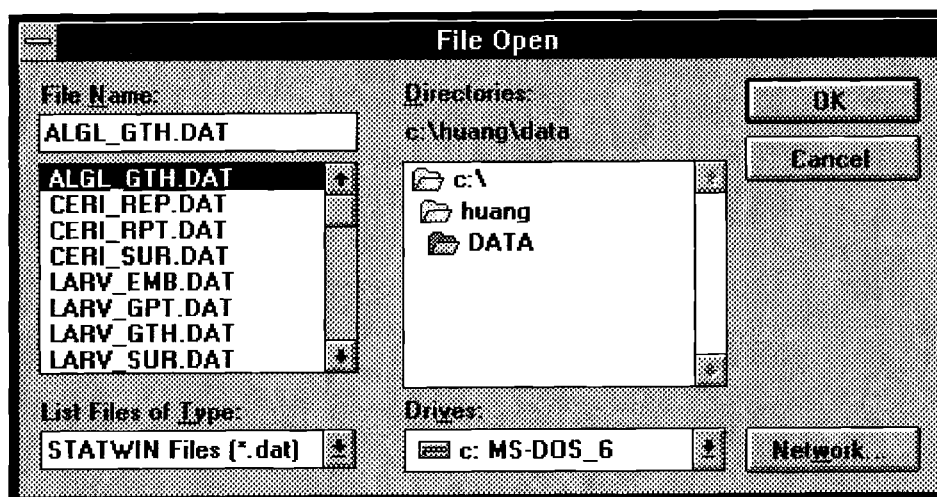 File Open
File Name:
ALGL_GTH.DAT
ALGL_GTH.DAT
CERI_REP.DAT
CERI_RPT.DAT
CERI_SUR.DAT
LARV_EMB.DAT
LARV_GPT.DAT
LARV_GTH.DAT
LARV_SUR.DAT
List Files of Type:
STATWIN Files (*.dat)
Directories:
c:\huang\data
c:\
huang
DATA
Drives:
c: MS-DOS_6
OK
Cancel
Network...